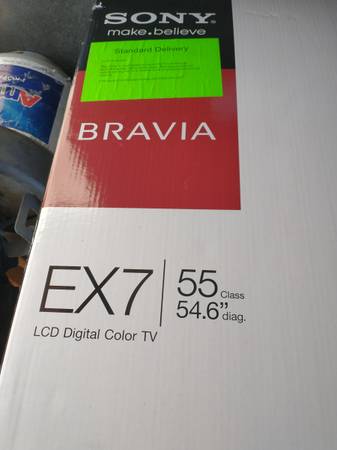 SONY
make.believe
Standard Delivery
BRAVIA
EX7
55 Class
54.6" diag.
LCD Digital Color TV